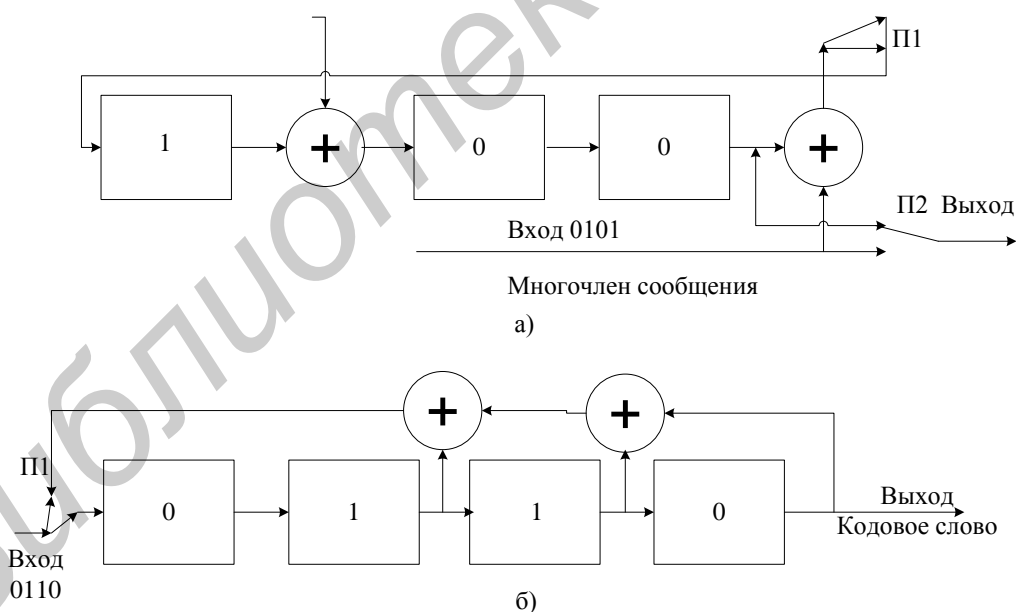 П1
1
+
0
0
+
П2 Выход
Вход 0101
Многочлен сообщения
а)
+
+
П1
0
1
1
0
Выход
Кодовое слово
Вход
0110
б)
библиотек